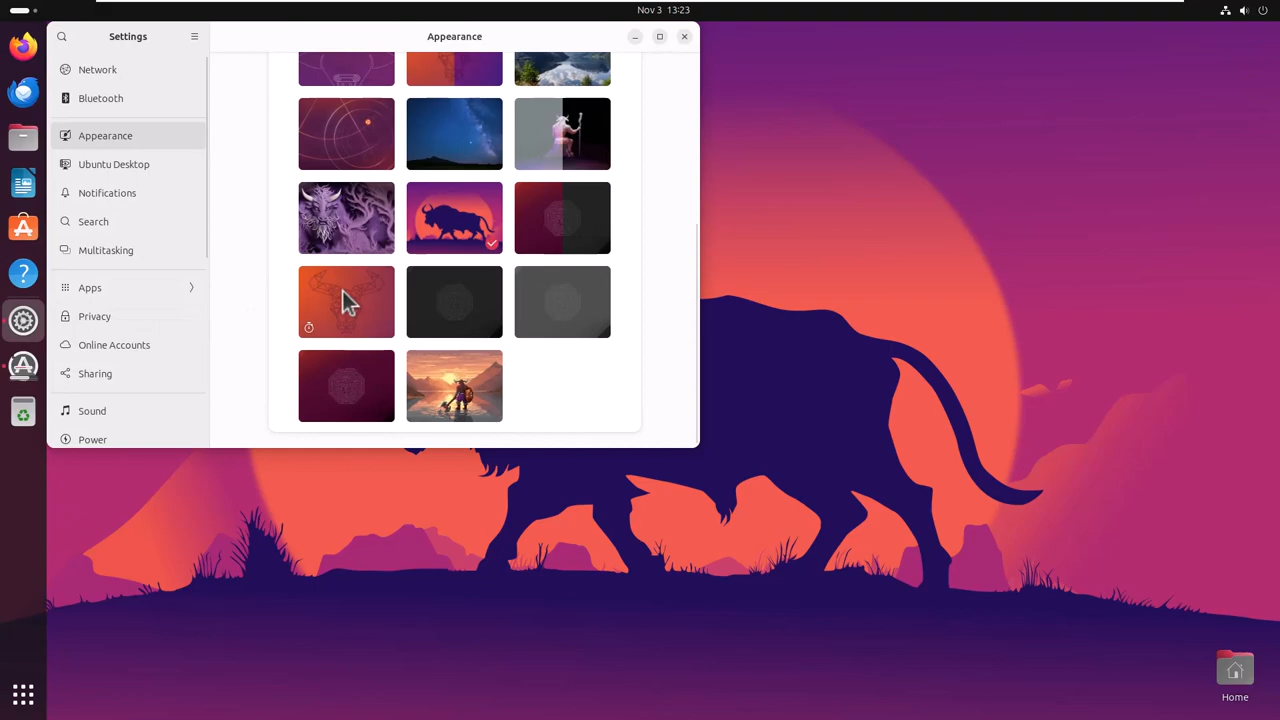 Nov 3 13:23
Settings
Appearance
Network
Bluetooth
Appearance
Ubuntu Desktop
Notifications
Search
Multitasking
Apps
Privacy
Online Accounts
Sharing
Sound
Power
Home